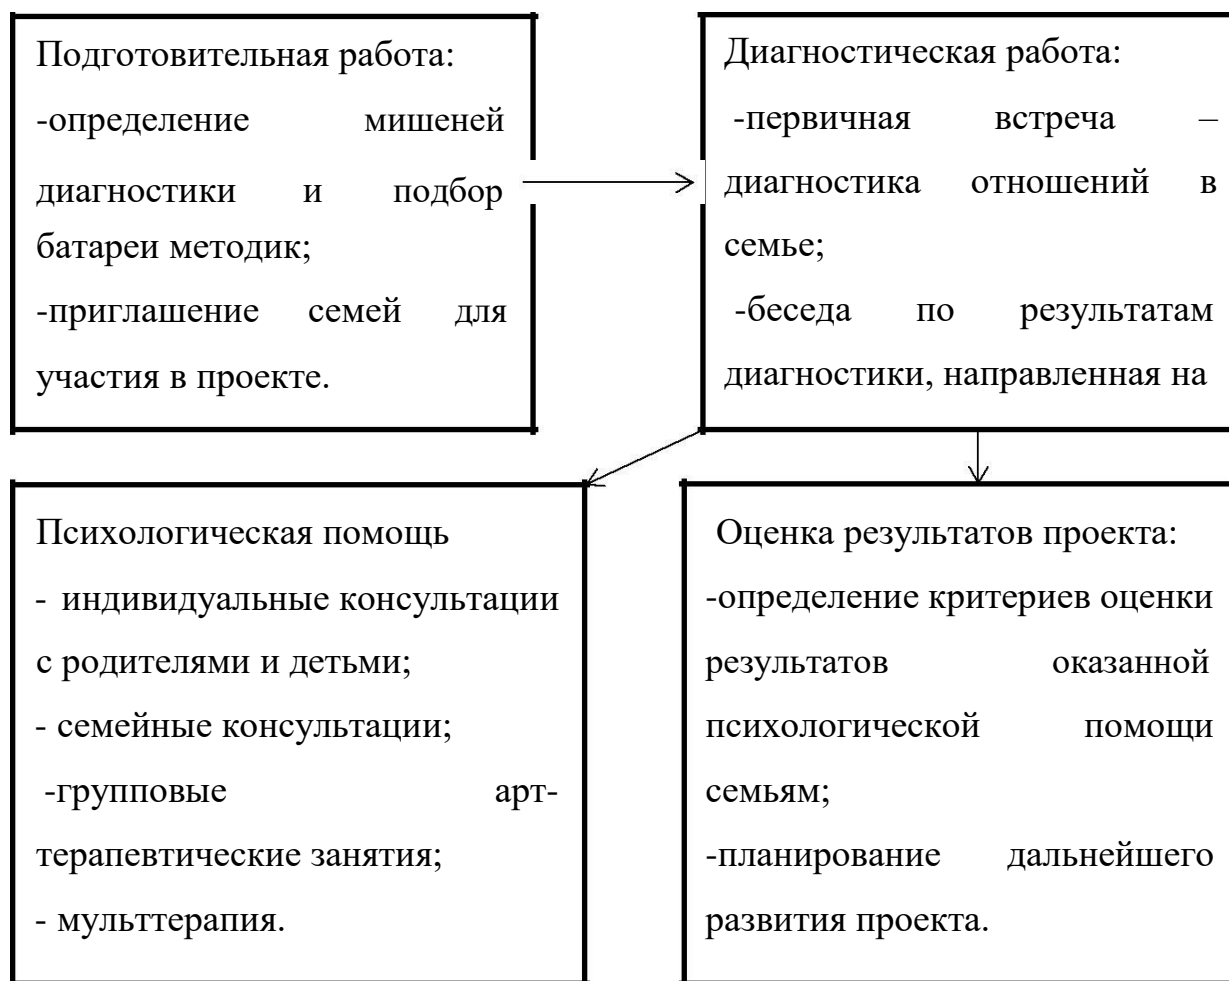 Подготовительная работа:
-определение мишеней
диагностики и подбор
батареи методик;
-приглашение семей для
участия в проекте.
Диагностическая работа:
-первичная встреча –
диагностика отношений в
семье;
-беседа по результатам
диагностики, направленная на
Психологическая помощь
- индивидуальные консультации
с родителями и детьми;
- семейные консультации;
-групповые арт-
терапевтические занятия;
- мульттерапия.
Оценка результатов проекта:
-определение критериев оценки
результатов оказанной
психологической помощи
семьям;
-планирование дальнейшего
развития проекта.